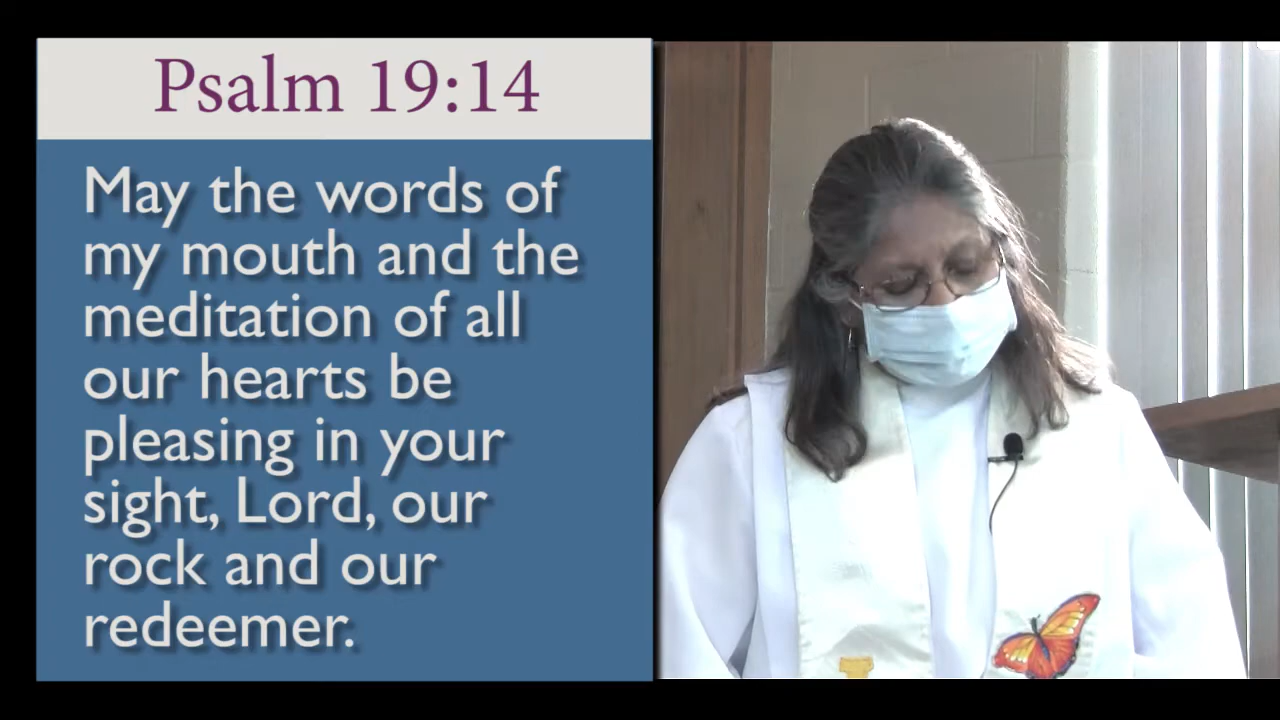 Psalm 19:14
May the words of
my mouth and the
meditation of all
our hearts be
pleasing in your
sight, Lord, our
rock and our
redeemer.